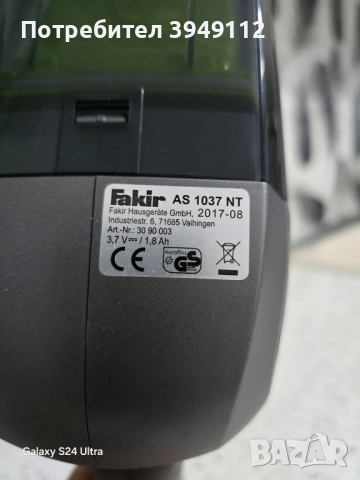 Потребител 3949112
Fakir AS 1037 NT
Fakir Hausgeräte GmbH, 2017-08
Industriestr. 6, 71665 Vaihingen
Art.-Nr.: 30 90 003
3,7 V⎓ / 1,8 Ah
CE GS
Galaxy S24 Ultra
BAZAR